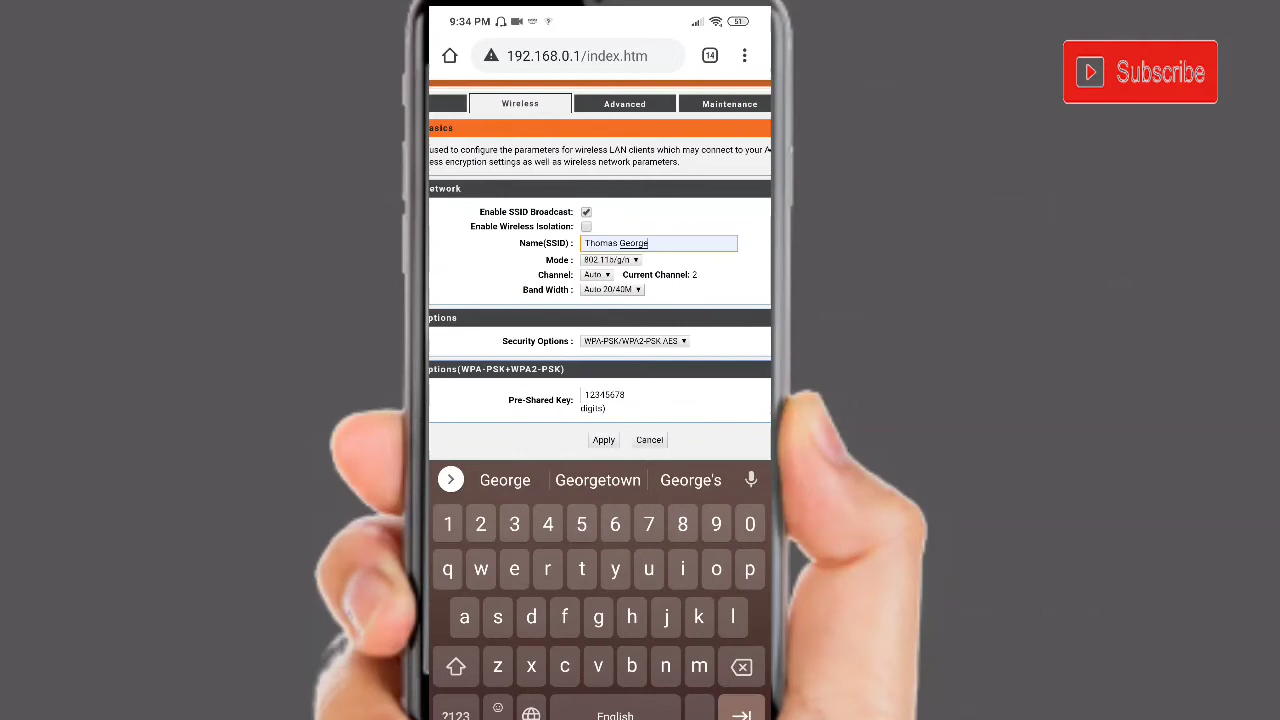 9:34 PM 51
192.168.0.1/index.htm 14
Subscribe
Wireless Advanced Maintenance
asics
used to configure the parameters for wireless LAN clients which may connect to your
ess encryption settings as well as wireless network parameters.
etwork
Enable SSID Broadcast:
Enable Wireless Isolation:
Name(SSID) : Thomas George
Mode : 802.11b/g/n
Channel: Auto Current Channel: 2
Band Width : Auto 20/40M
ptions
Security Options : WPA-PSK/WPA2-PSK AES
ptions(WPA-PSK+WPA2-PSK)
Pre-Shared Key: 12345678
digits)
Apply Cancel
George Georgetown George's
1 2 3 4 5 6 7 8 9 0
q w e r t y u i o p
a s d f g h j k l
z x c v b n m
?123 English